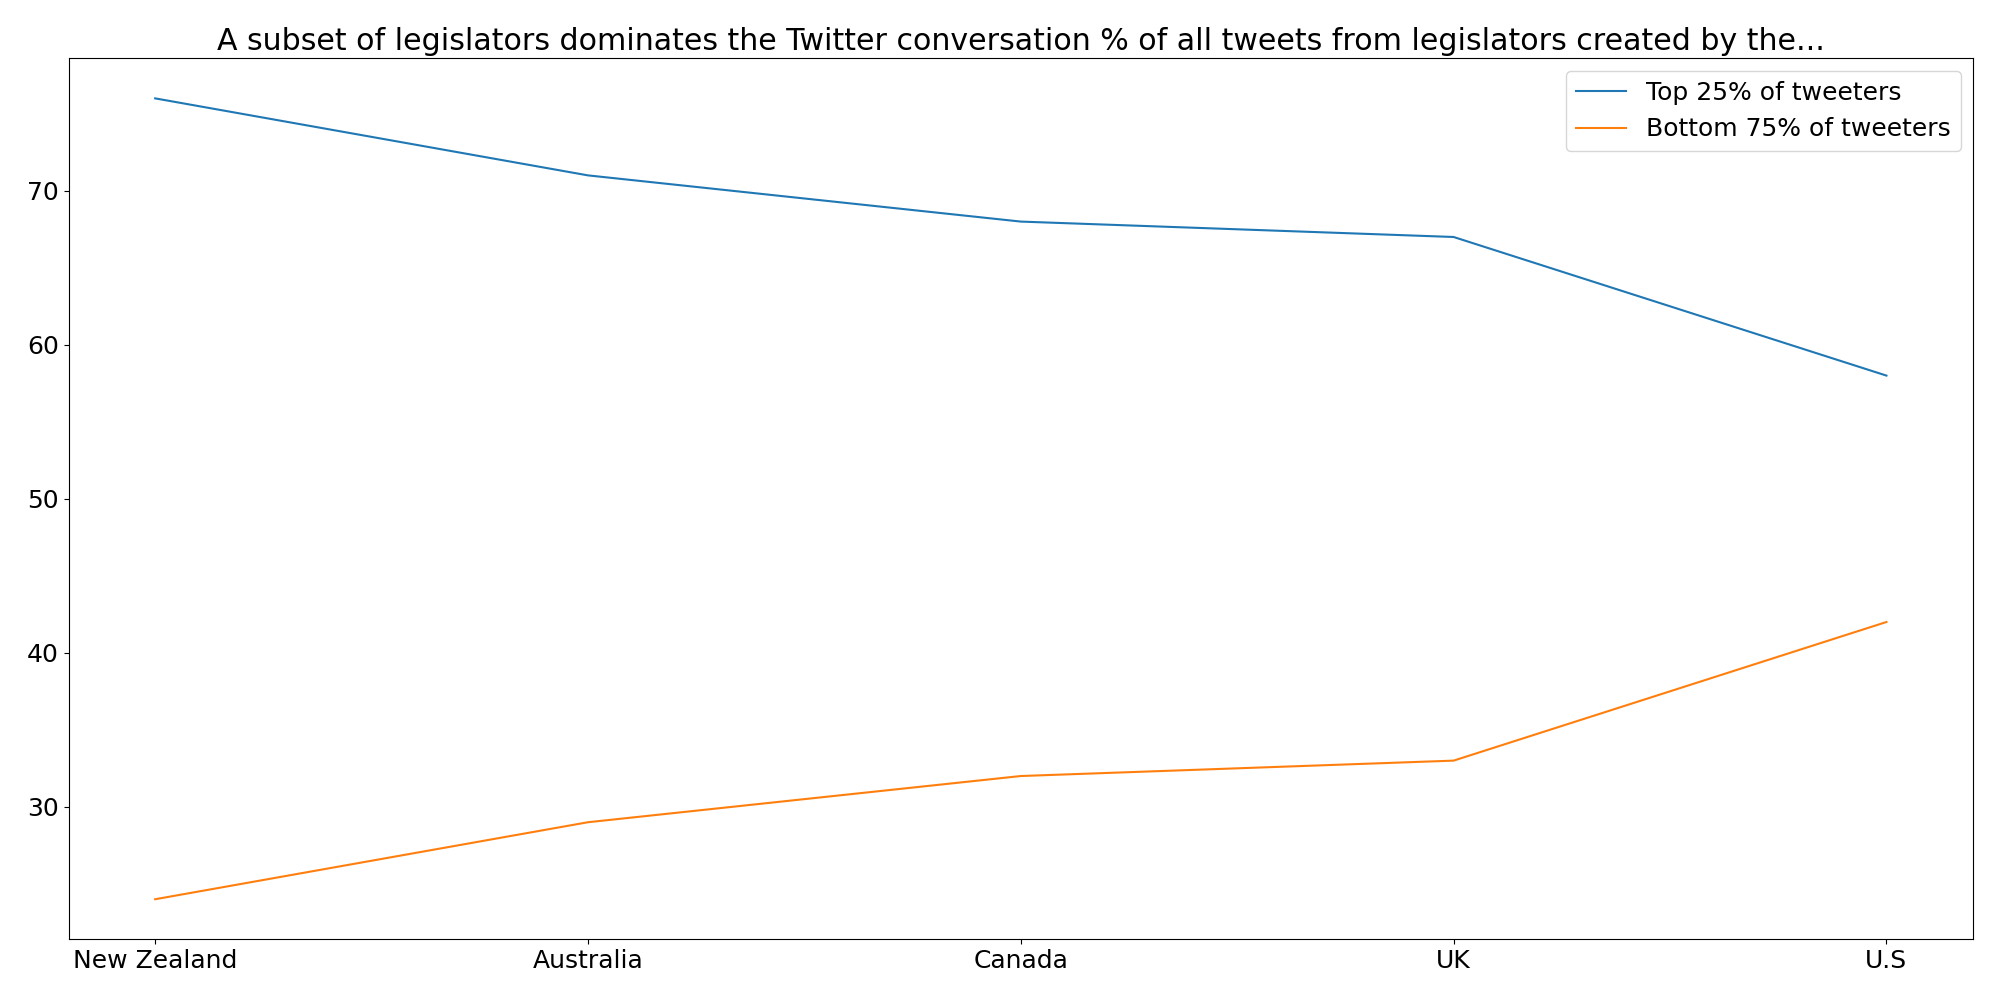 A subset of legislators dominates the Twitter conversation % of all tweets from legislators created by the...
Top 25% of tweeters
Bottom 75% of tweeters
70
60
50
40
30
New Zealand Australia Canada UK U.S